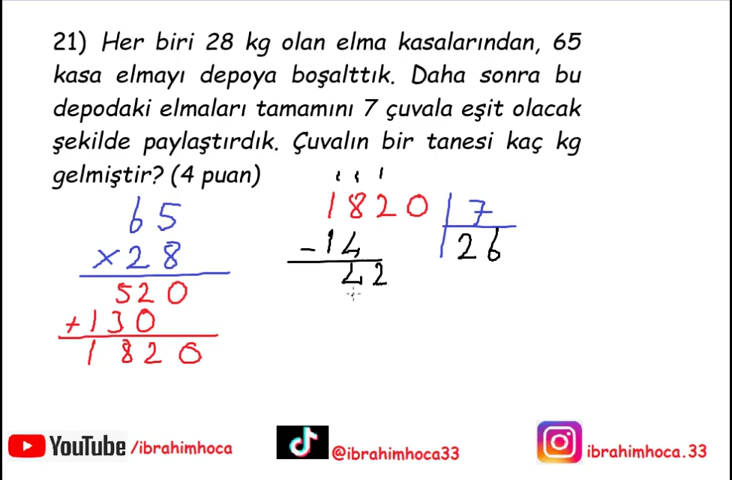 21) Her biri 28 kg olan elma kasalarından, 65
kasa elmayı depoya boşalttık. Daha sonra bu
depodaki elmaları tamamını 7 çuvala eşit olacak
şekilde paylaştırdık. Çuvalın bir tanesi kaç kg
gelmiştir? (4 puan)
65
x 28
520
+130
1820
1820 | 7
-14 26
42
YouTube /ibrahimhoca
@ibrahimhoca33
ibrahimhoca.33